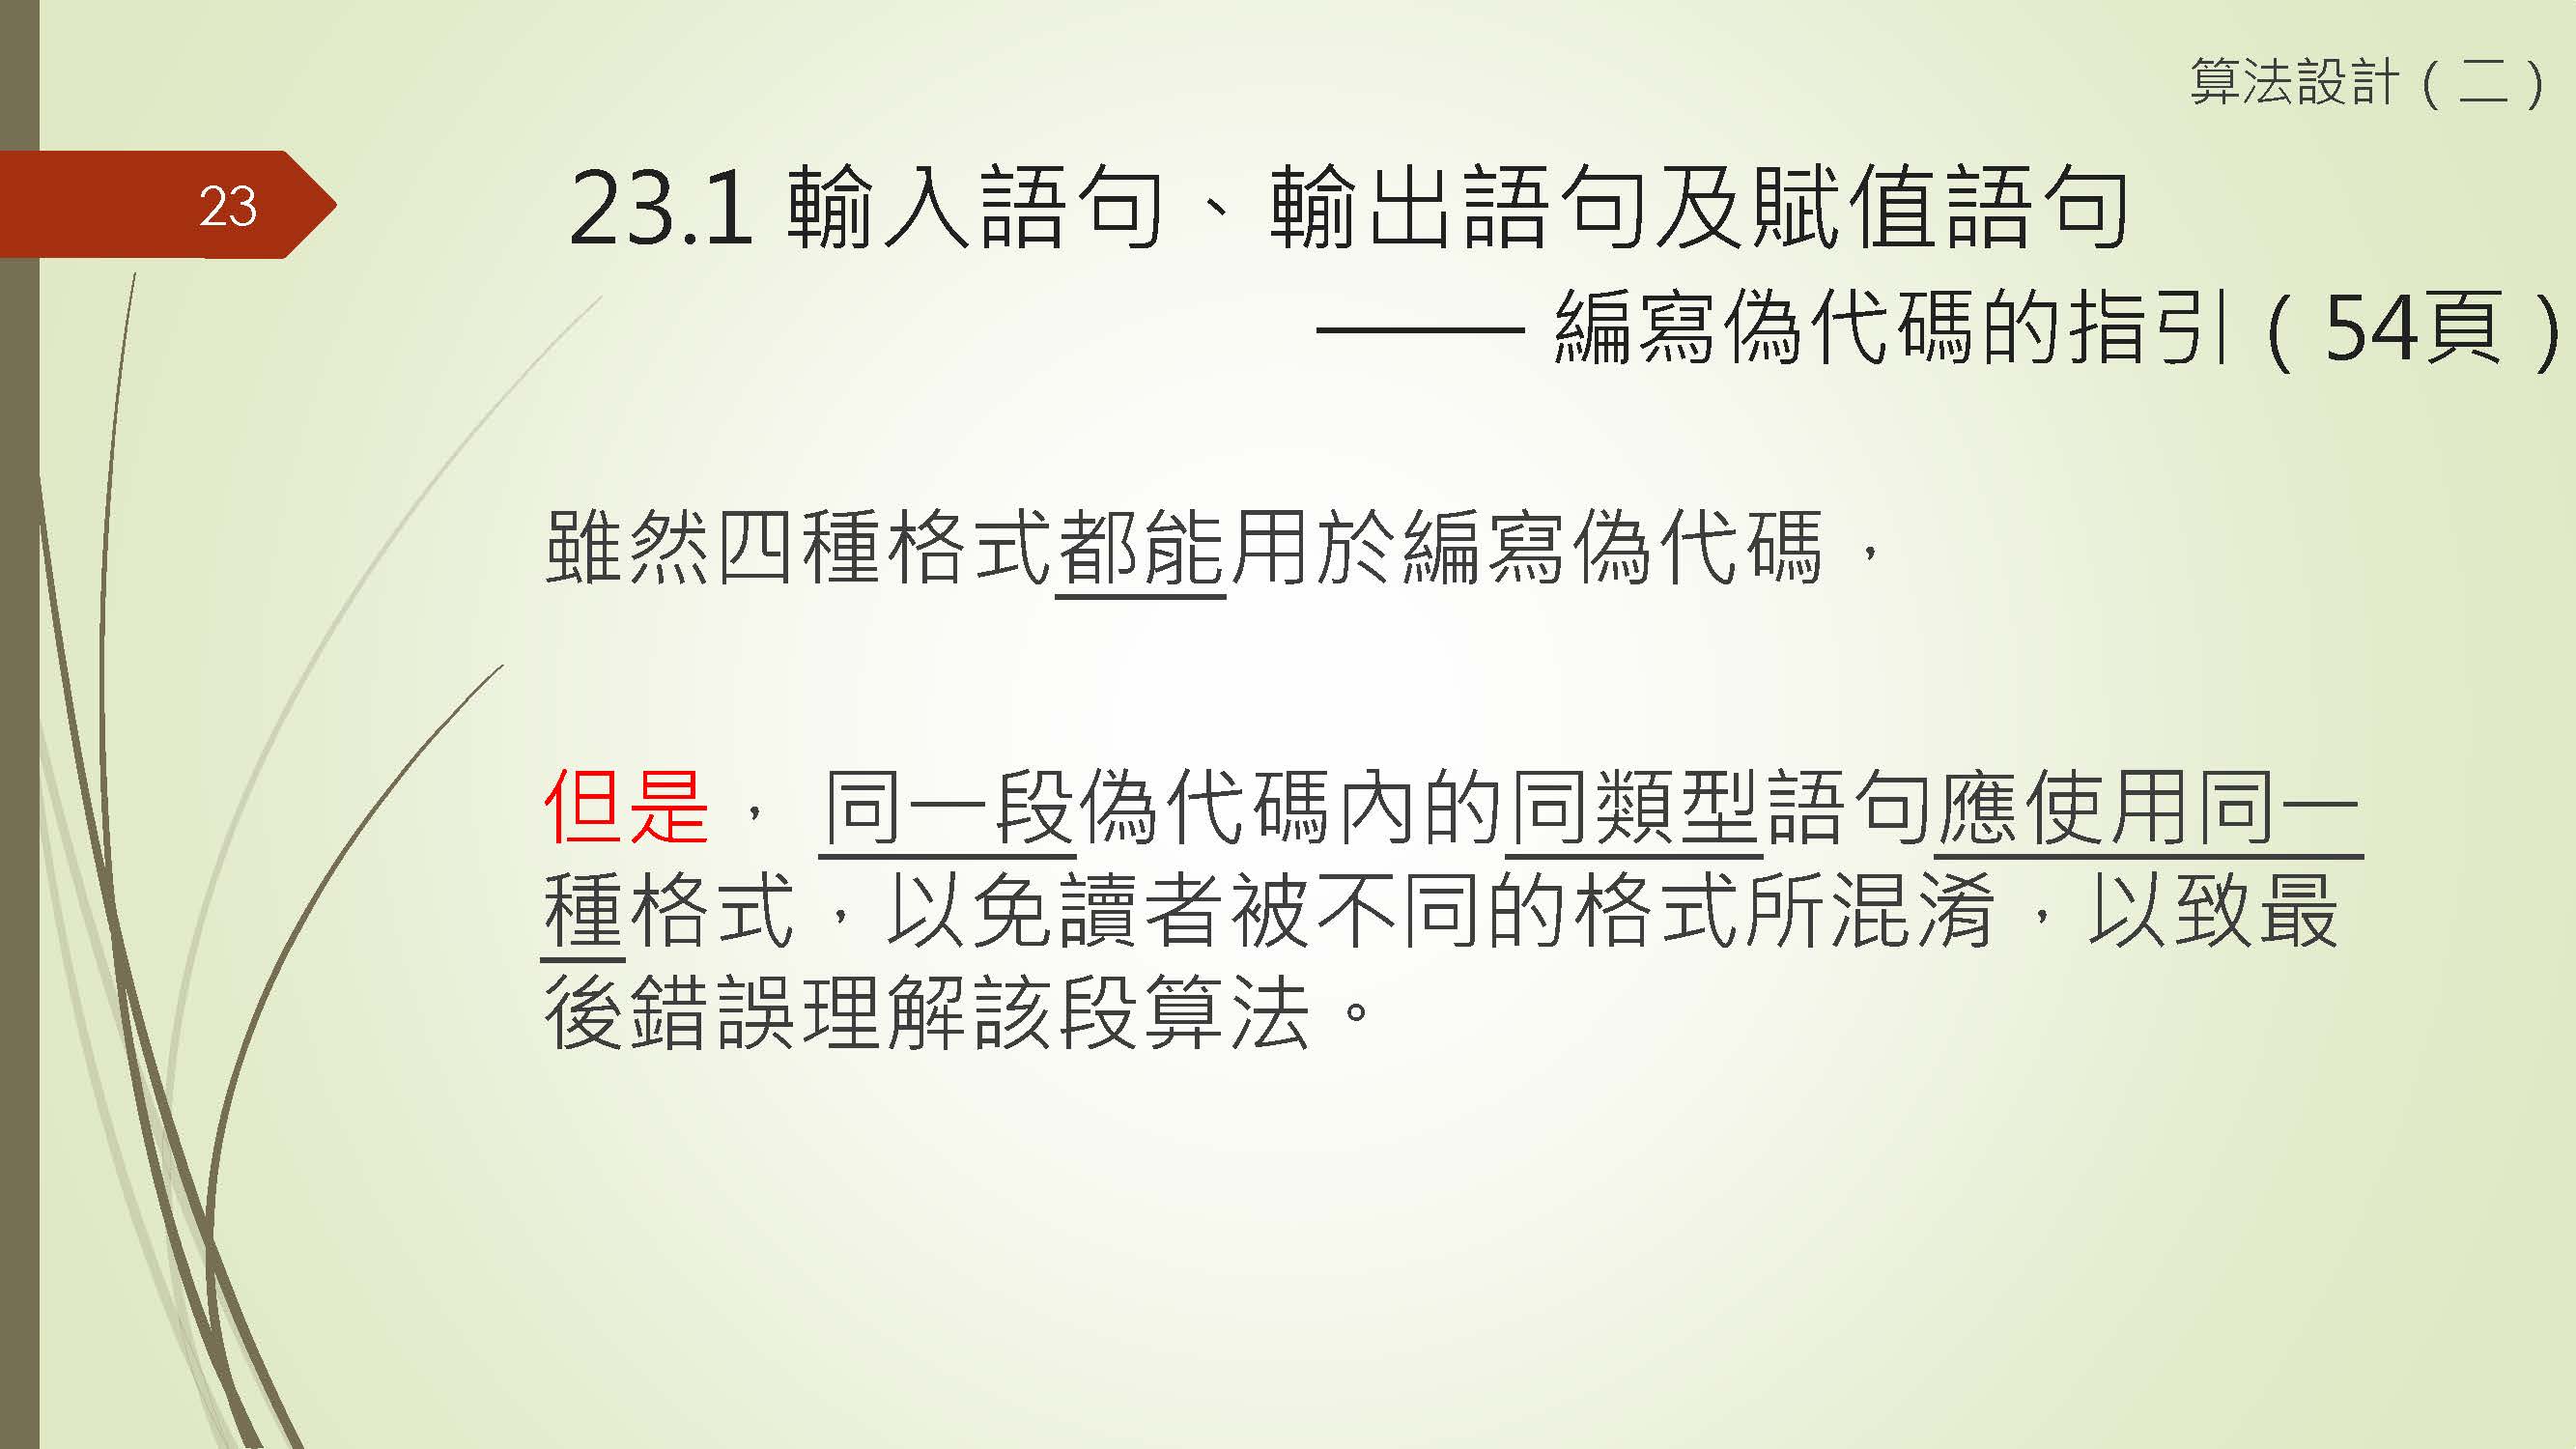 算法設計（二）
23
23.1 輸入語句、輸出語句及賦值語句
—— 編寫偽代碼的指引（54頁）
雖然四種格式都能用於編寫偽代碼，
但是， 同一段偽代碼內的同類型語句應使用同一
種格式，以免讀者被不同的格式所混淆，以致最
後錯誤理解該段算法。